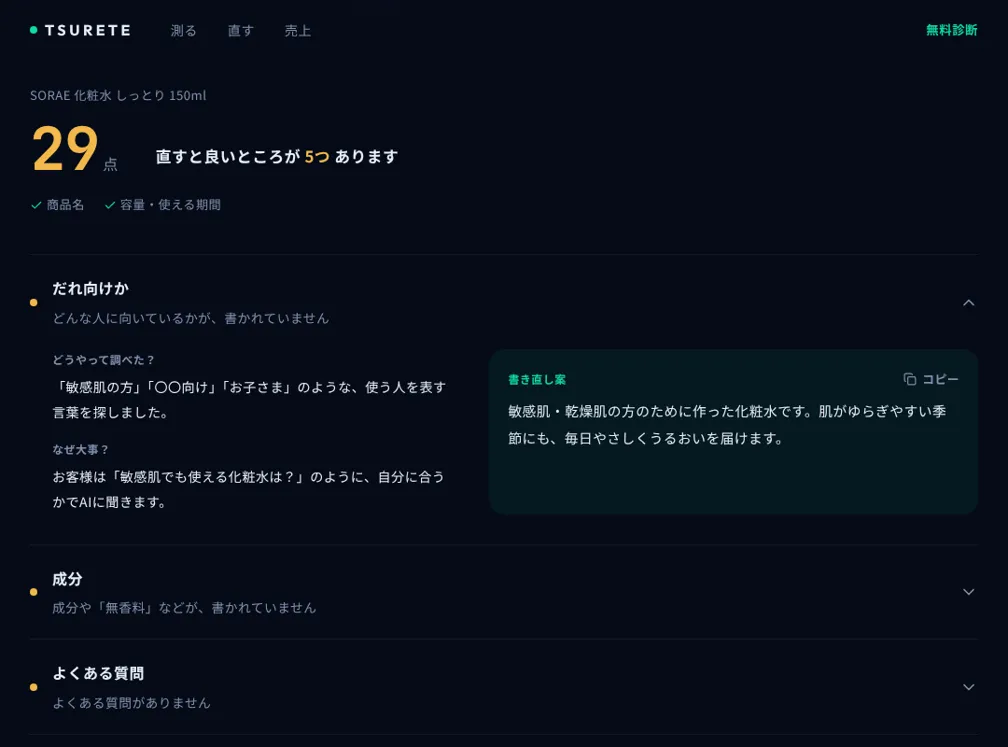 TSURETE 測る 直す 売上 無料診断
SORAE 化粧水 しっとり 150ml
29点 直すと良いところが 5つ あります
商品名 容量・使える期間
だれ向けか
どんな人に向いているかが、書かれていません
どうやって調べた？
「敏感肌の方」「〇〇向け」「お子さま」のような、使う人を表す
言葉を探しました。
なぜ大事？
お客様は「敏感肌でも使える化粧水は？」のように、自分に合う
かでAIに聞きます。
書き直し案 コピー
敏感肌・乾燥肌の方のために作った化粧水です。肌がゆらぎやすい季
節にも、毎日やさしくうるおいを届けます。
成分
成分や「無香料」などが、書かれていません
よくある質問
よくある質問がありません